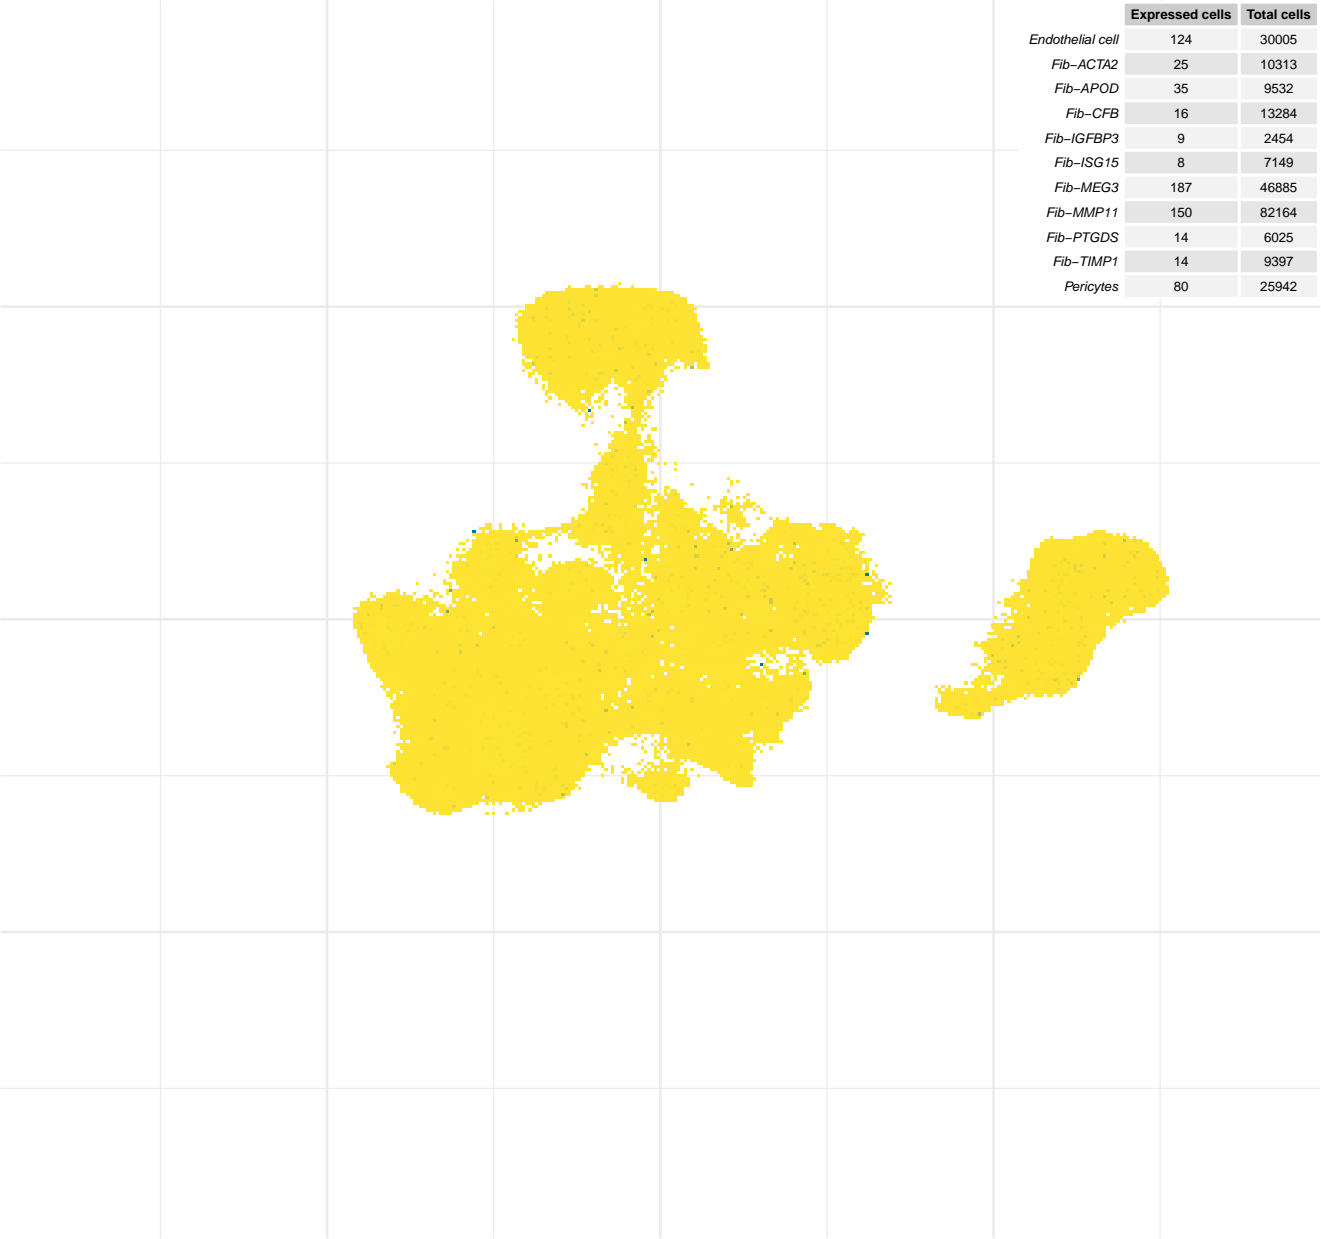 Expressed cells Total cells
Endothelial cell 124 30005
Fib−ACTA2 25 10313
Fib−APOD 35 9532
Fib−CFB 16 13284
Fib−IGFBP3 9 2454
Fib−ISG15 8 7149
Fib−MEG3 187 46885
Fib−MMP11 150 82164
Fib−PTGDS 14 6025
Fib−TIMP1 14 9397
Pericytes 80 25942